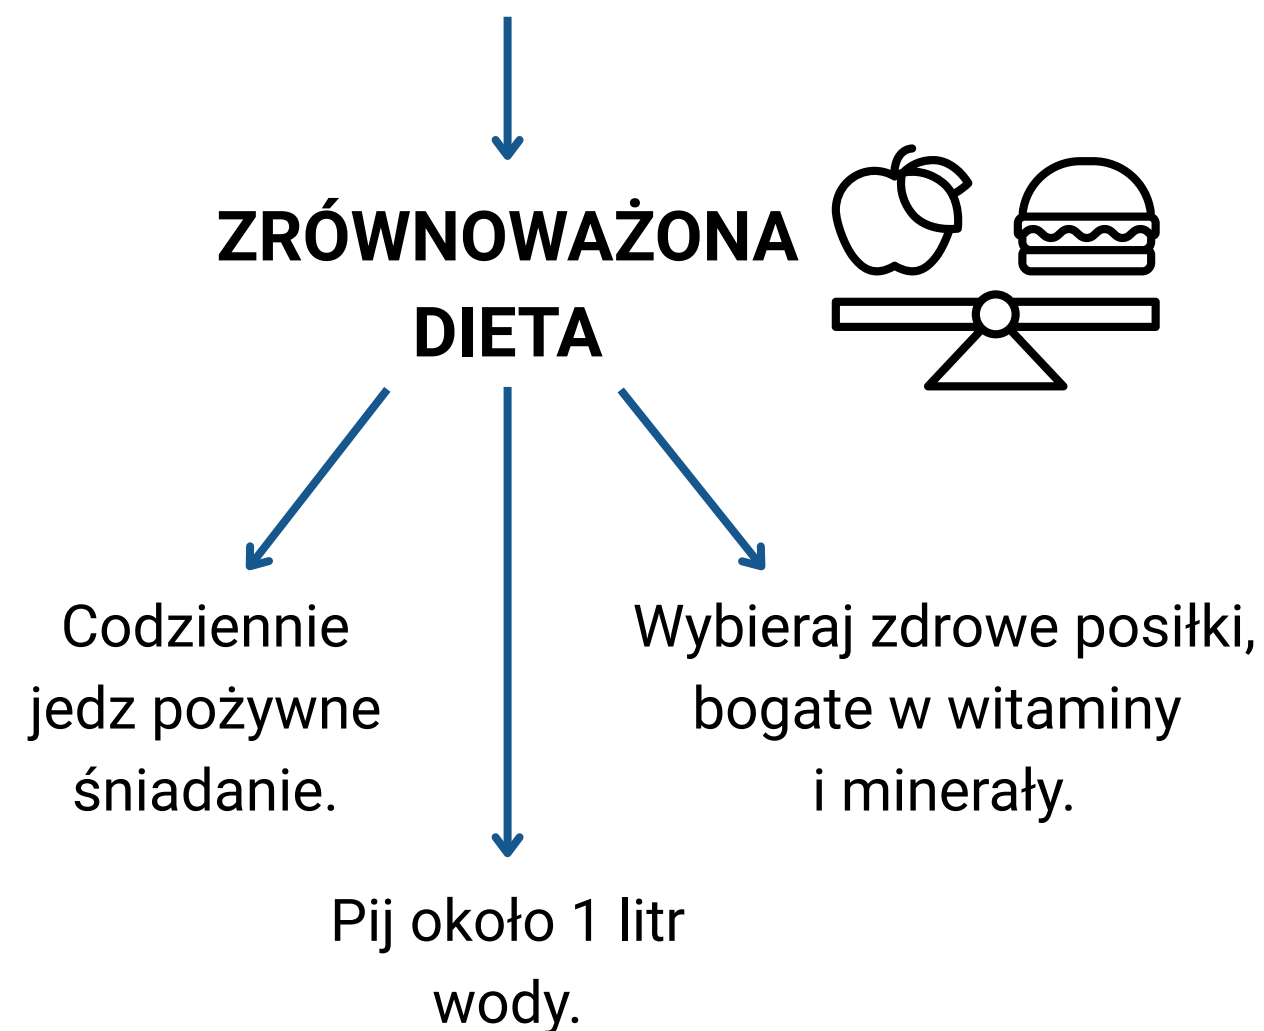 ZRÓWNOWAŻONA
DIETA
Codziennie
jedz pożywne
śniadanie.
Wybieraj zdrowe posiłki,
bogate w witaminy
i minerały.
Pij około 1 litr
wody.